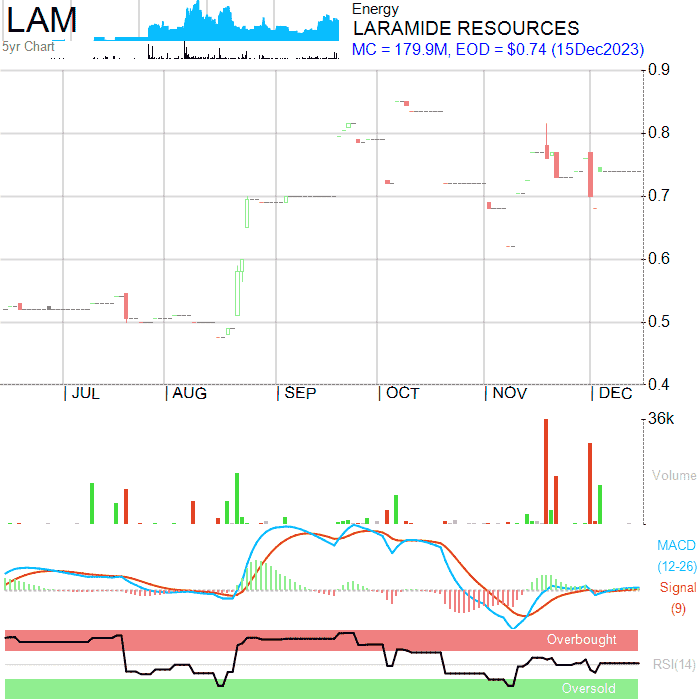 LAM
5yr Chart
Energy
LARAMIDE RESOURCES
MC = 179.9M, EOD = $0.74 (15Dec2023)
0.9
0.8
0.7
0.6
0.5
0.4
JUL AUG SEP OCT NOV DEC
36k
Volume
MACD
(12-26)
Signal
(9)
Overbought
RSI(14)
Oversold